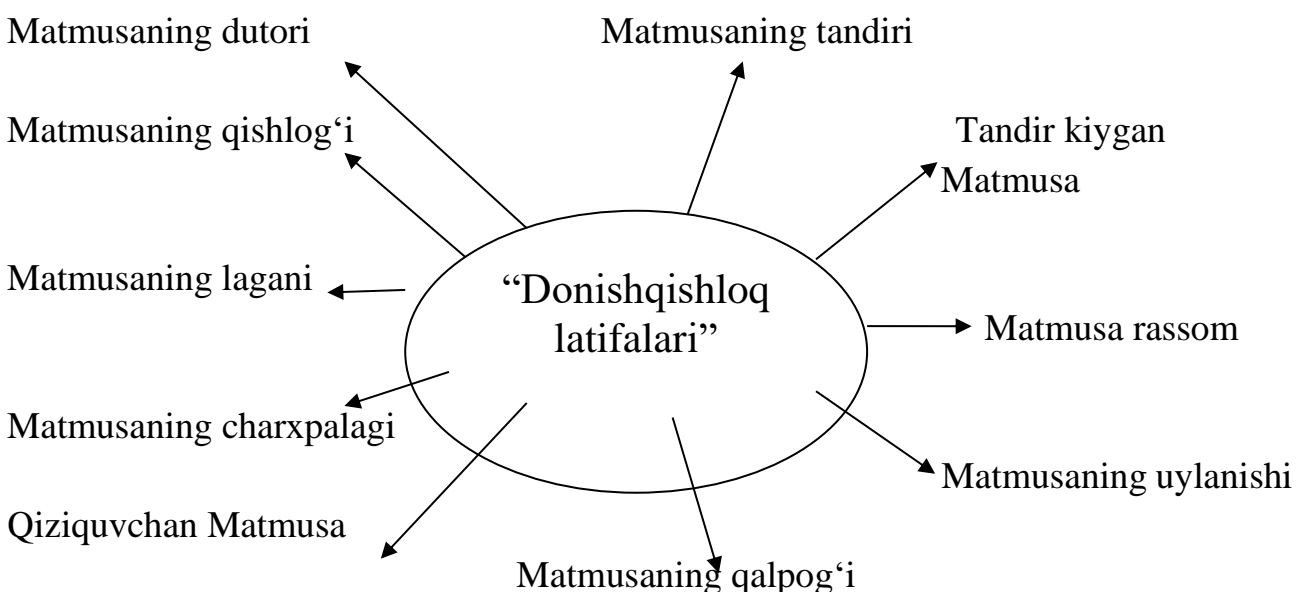 Matmusaning dutori
Matmusaning tandiri
Matmusaning qishlog‘i
Tandir kiygan
Matmusa
Matmusaning lagani
“Donishqishloq
latifalari”
Matmusa rassom
Matmusaning charxpalagi
Matmusaning uylanishi
Qiziquvchan Matmusa
Matmusaning qalpog‘i